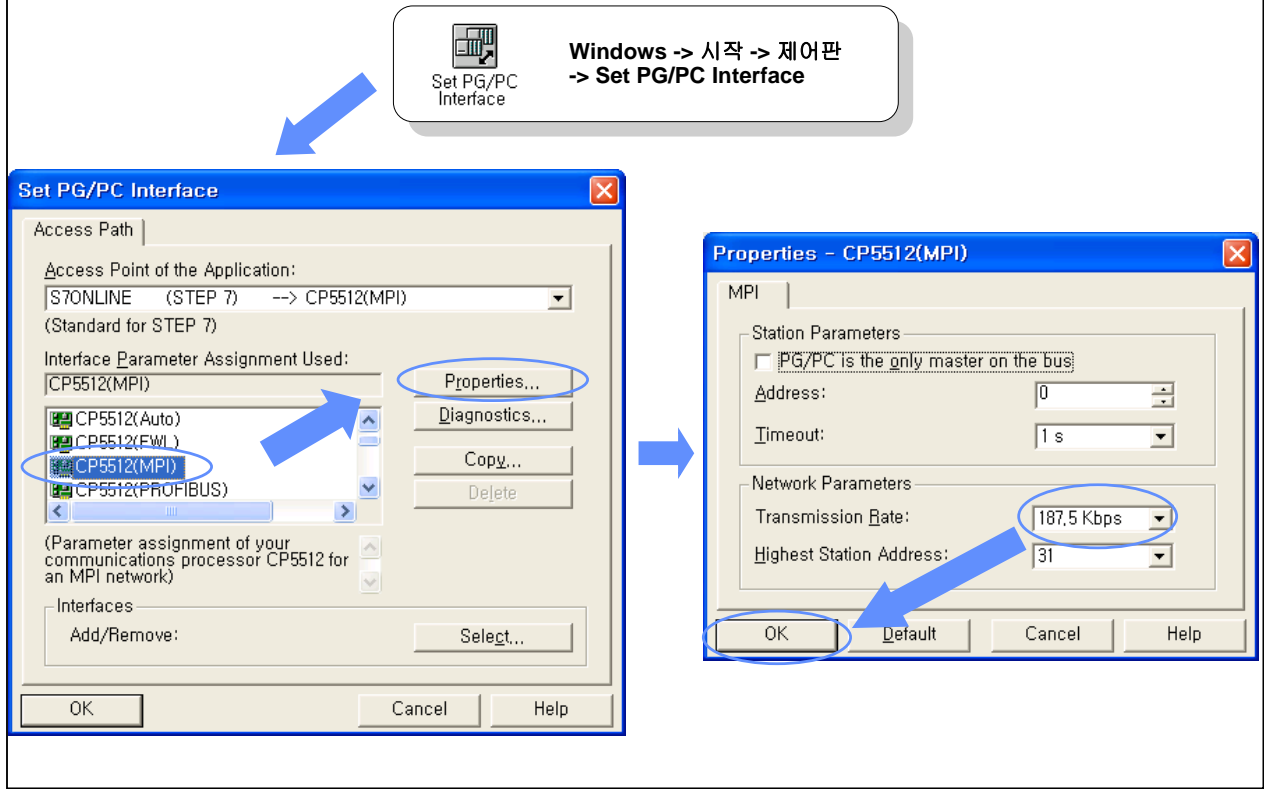 Set PG/PC
Interface
Windows -> 시작 -> 제어판
-> Set PG/PC Interface
Set PG/PC Interface
Access Path
Access Point of the Application:
S7ONLINE (STEP 7) --> CP5512(MPI)
(Standard for STEP 7)
Interface Parameter Assignment Used:
CP5512(MPI)
Properties...
CP5512(Auto)
CP5512(FWL)
CP5512(MPI)
CP5512(PROFIBUS)
Diagnostics...
Copy...
Delete
(Parameter assignment of your
communications processor CP5512 for
an MPI network)
Interfaces
Add/Remove:
Select...
OK
Cancel
Help
Properties - CP5512(MPI)
MPI
Station Parameters
PG/PC is the only master on the bus
Address:
0
Timeout:
1 s
Network Parameters
Transmission Rate:
187,5 Kbps
Highest Station Address:
31
OK
Default
Cancel
Help